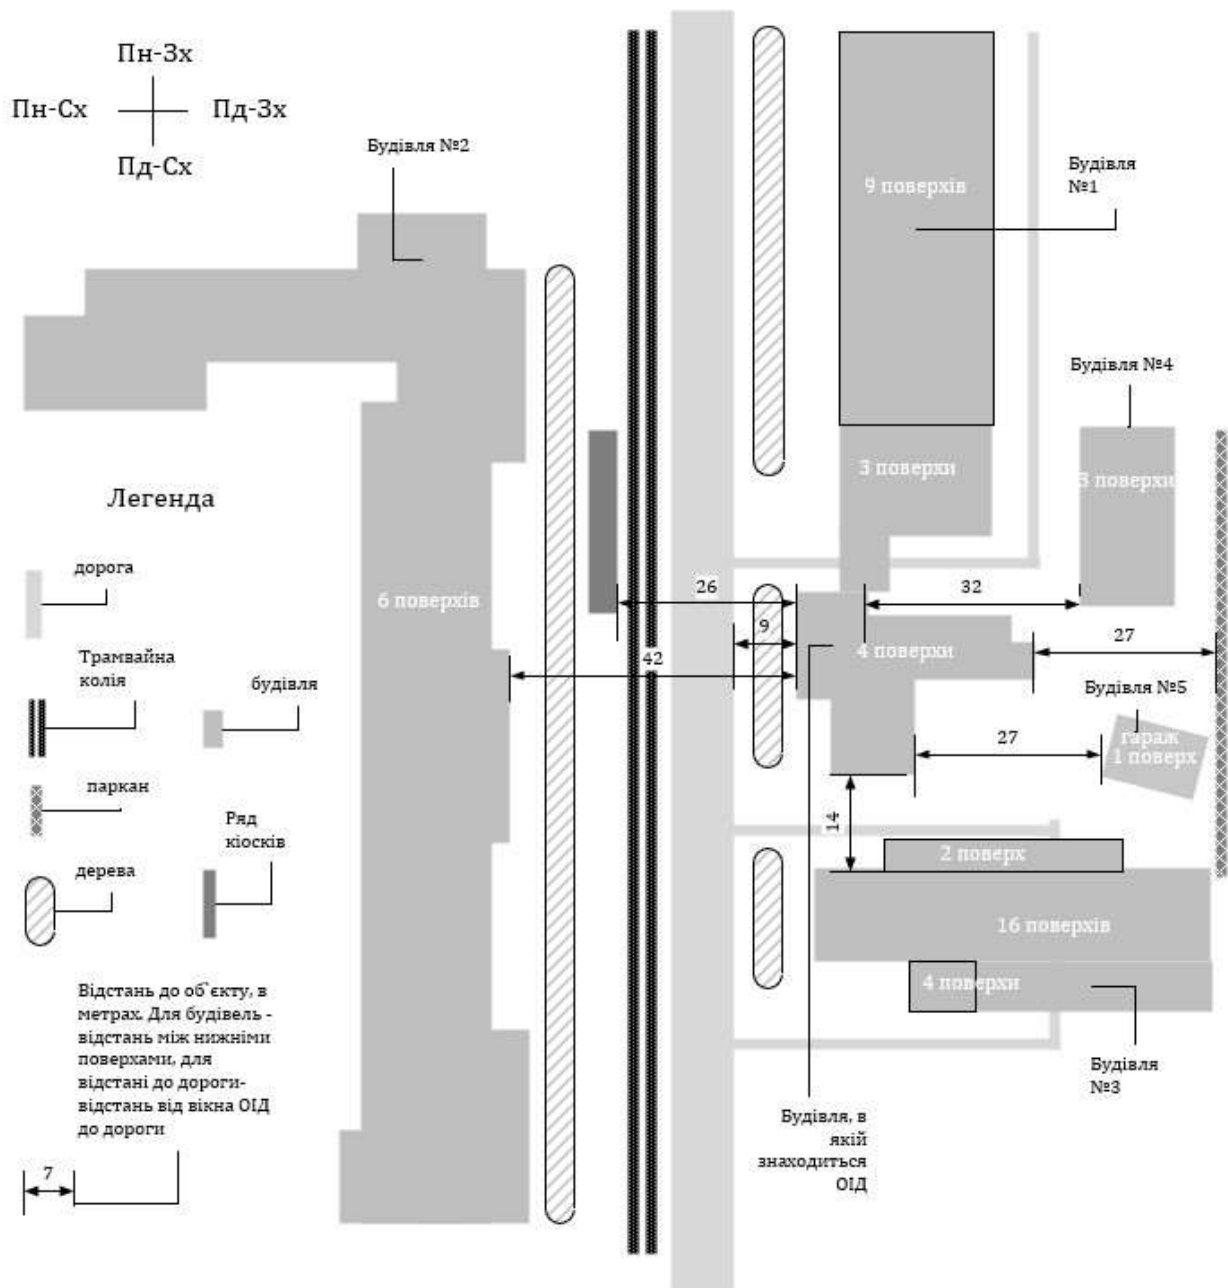 Пн-Зх
Пн-Сх
Пд-Зх
Пд-Сх
Будівля №2
9 поверхів
Будівля
№1
Будівля №4
3 поверхи
3 поверхи
Легенда
дорога
6 поверхів
26
32
9
42
4 поверхи
27
Трамвайна
колія
будівля
Будівля №5
гараж
1 поверх
27
паркан
Ряд
кіосків
14
2 поверх
дерева
16 поверхів
4 поверхи
Відстань до об`єкту, в
метрах. Для будівель -
відстань між нижніми
поверхами, для
відстані до дороги-
відстань від вікна ОІД
до дороги
Будівля
№3
Будівля, в
якій
знаходиться
ОІД
7